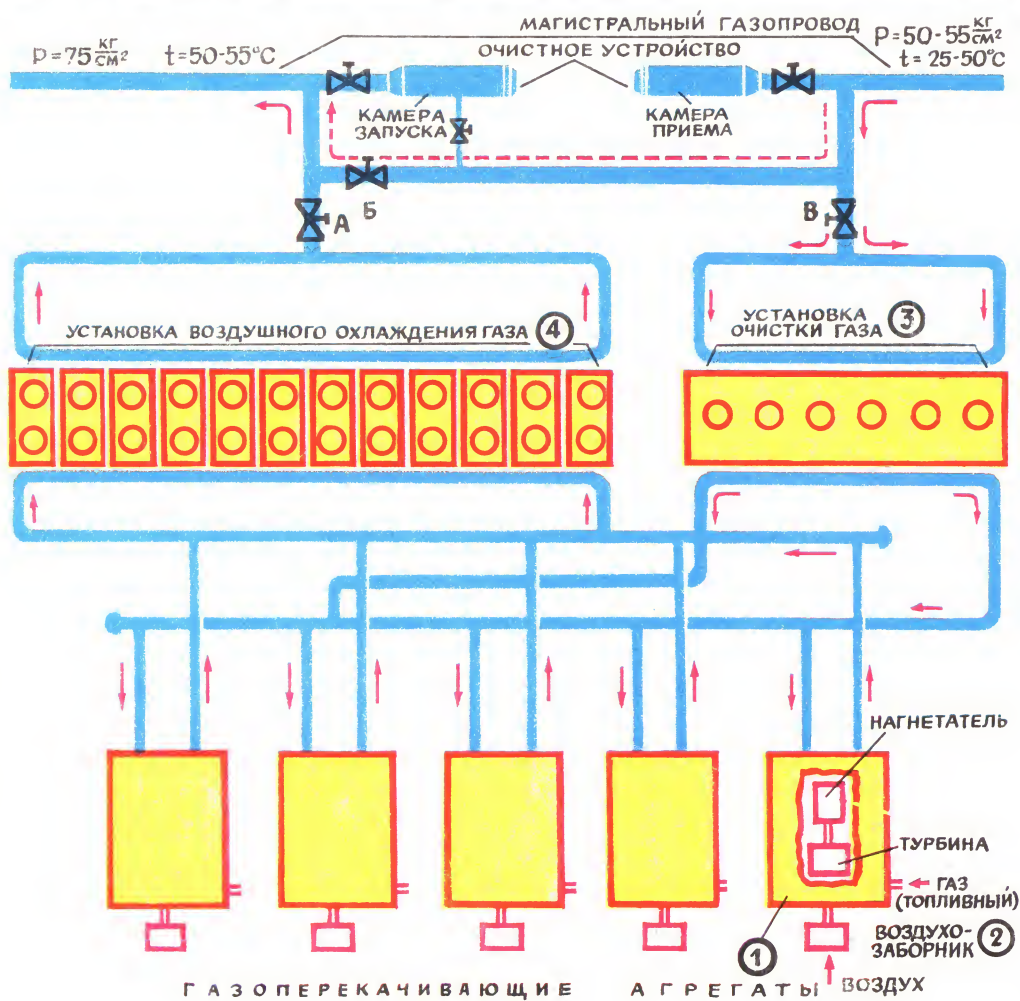 МАГИСТРАЛЬНЫЙ ГАЗОПРОВОД
P=75 КГ/СМ² t=50-55°C
ОЧИСТНОЕ УСТРОЙСТВО
P=50-55 КГ/СМ²
t=25-50°C
КАМЕРА
ЗАПУСКА
КАМЕРА
ПРИЕМА
А
Б
В
УСТАНОВКА ВОЗДУШНОГО ОХЛАЖДЕНИЯ ГАЗА 4
УСТАНОВКА
ОЧИСТКИ ГАЗА 3
НАГНЕТАТЕЛЬ
ТУРБИНА
ГАЗ
(ТОПЛИВНЫЙ)
1
ВОЗДУХО-
ЗАБОРНИК 2
ВОЗДУХ
ГАЗОПЕРЕКАЧИВАЮЩИЕ АГРЕГАТЫ